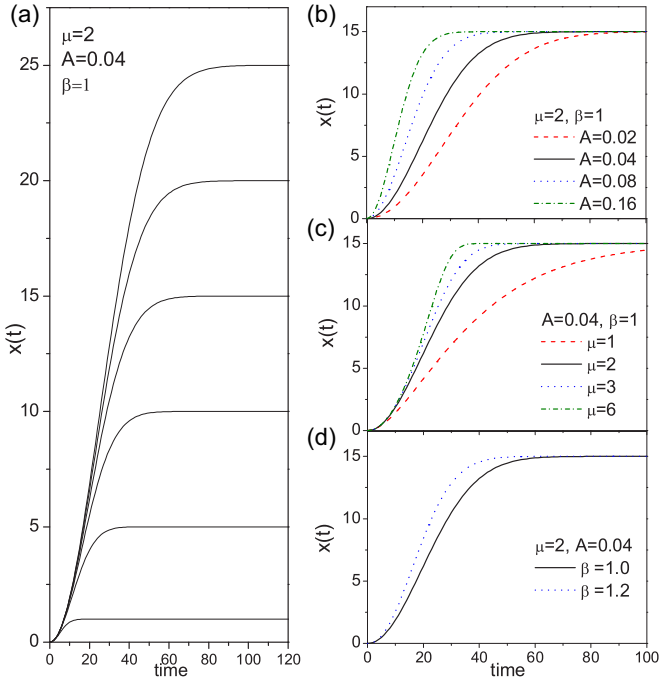 (a)
μ=2
A=0.04
β=1
x(t)
25
20
15
10
5
0
0 20 40 60 80 100 120
time
(b)
x(t)
15
10
5
0
μ=2, β=1
A=0.02
A=0.04
A=0.08
A=0.16
(c)
x(t)
15
10
5
0
A=0.04, β=1
μ=1
μ=2
μ=3
μ=6
(d)
x(t)
15
10
5
0
μ=2, A=0.04
β =1.0
β =1.2
0 20 40 60 80 100
time